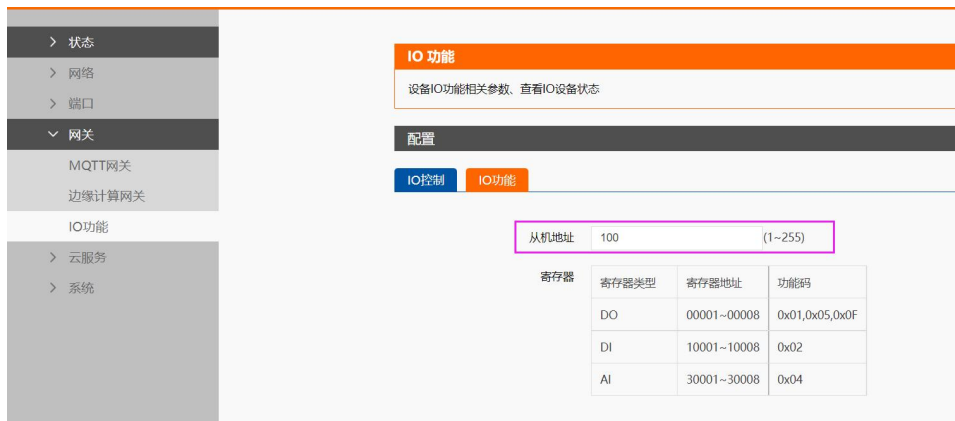 状态
网络
端口
网关
MQTT网关
边缘计算网关
IO功能
云服务
系统
IO 功能
设备IO功能相关参数、查看IO设备状态
配置
IO控制 IO功能
从机地址 100 (1~255)
寄存器
寄存器类型 寄存器地址 功能码
DO 00001~00008 0x01,0x05,0x0F
DI 10001~10008 0x02
AI 30001~30008 0x04